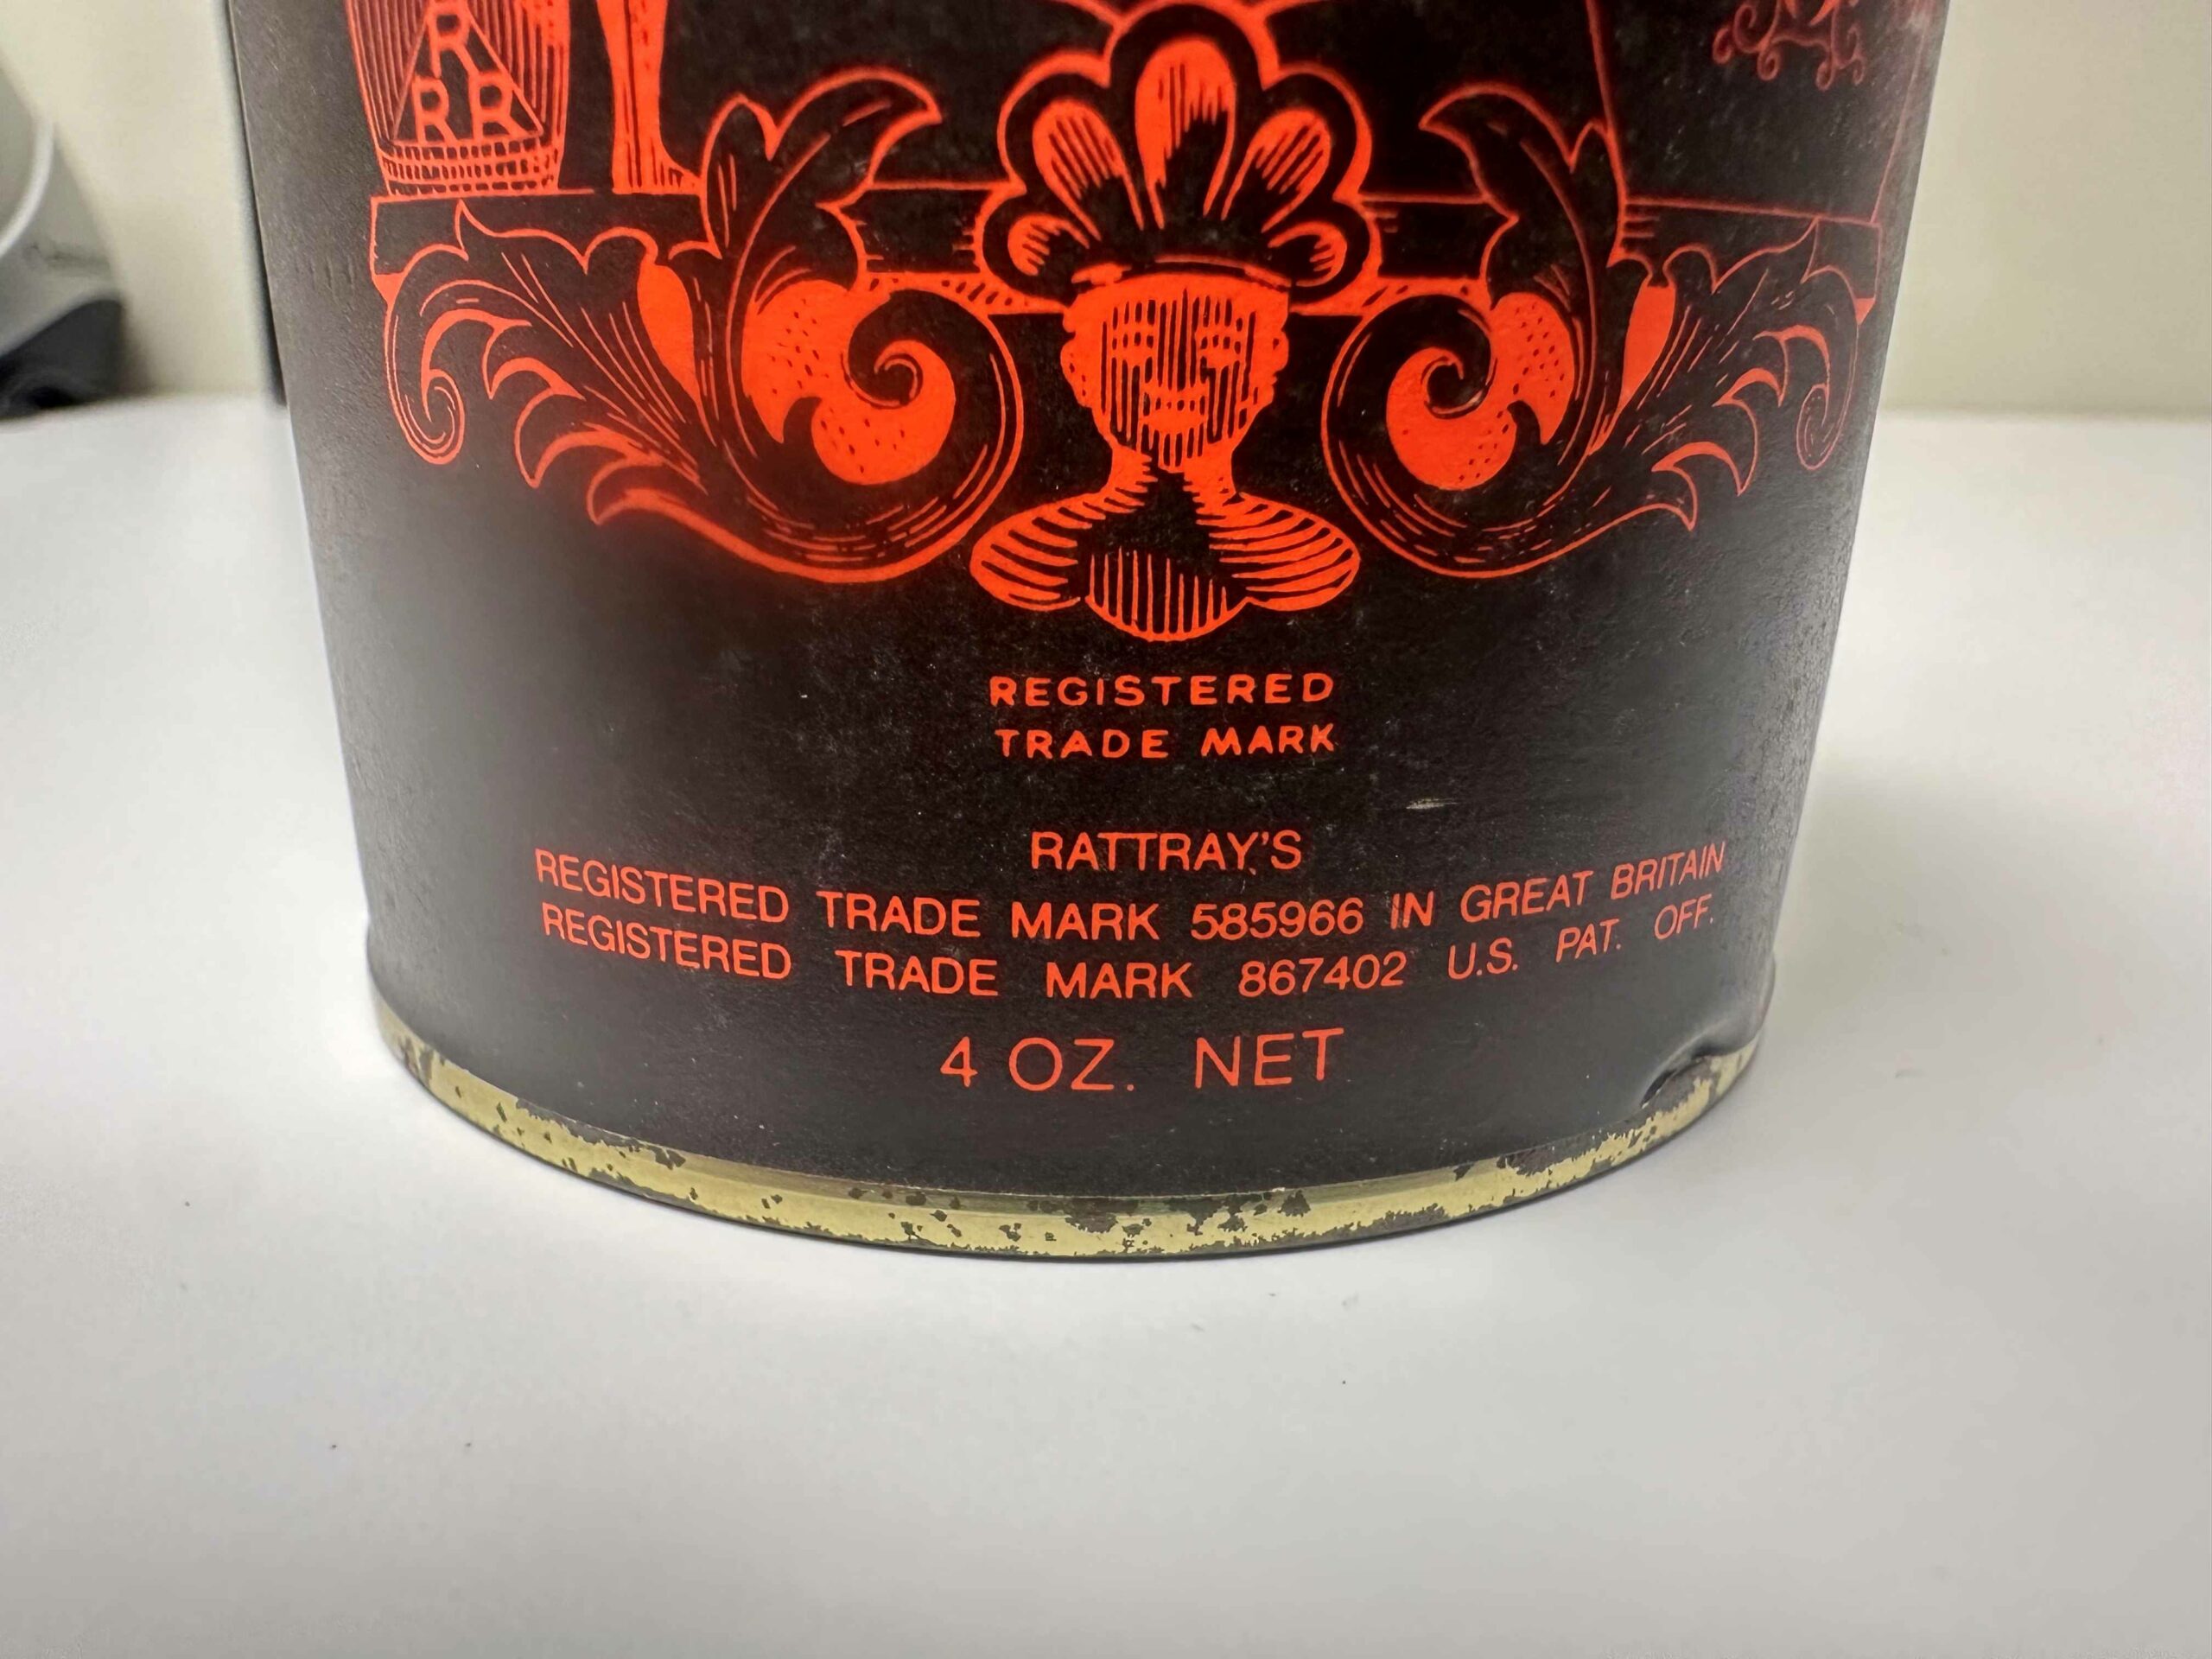 R
R R
REGISTERED
TRADE MARK
RATTRAY'S
REGISTERED TRADE MARK 585966 IN GREAT BRITAIN
REGISTERED TRADE MARK 867402 U.S. PAT. OFF.
4 OZ. NET